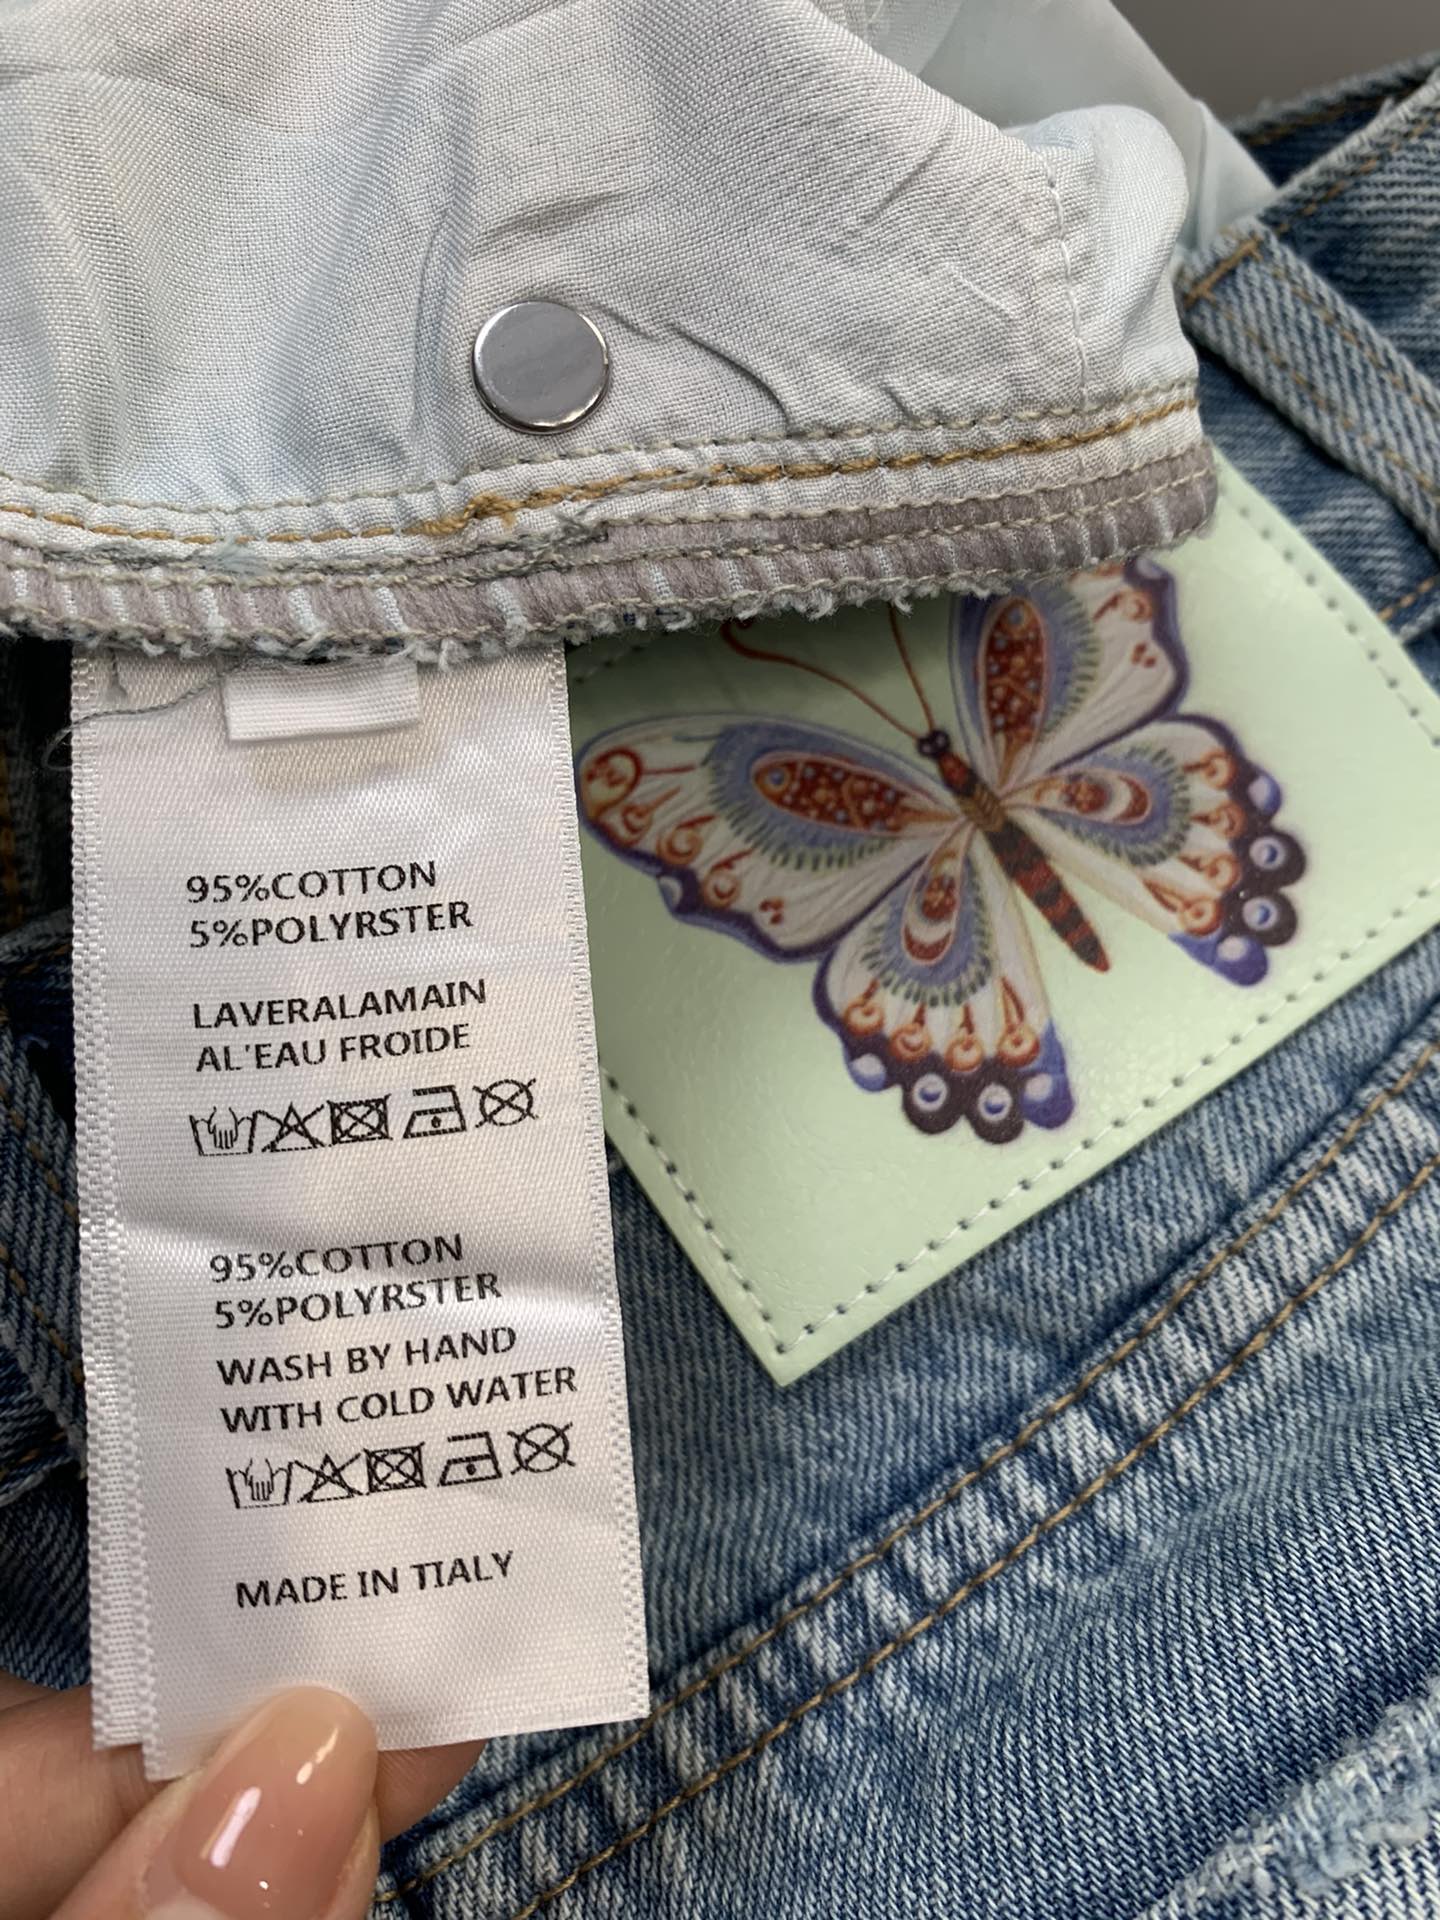 95%COTTON
5%POLYRSTER
LAVERALAMAIN
AL'EAU FROIDE
95%COTTON
5%POLYRSTER
WASH BY HAND
WITH COLD WATER
MADE IN TIALY